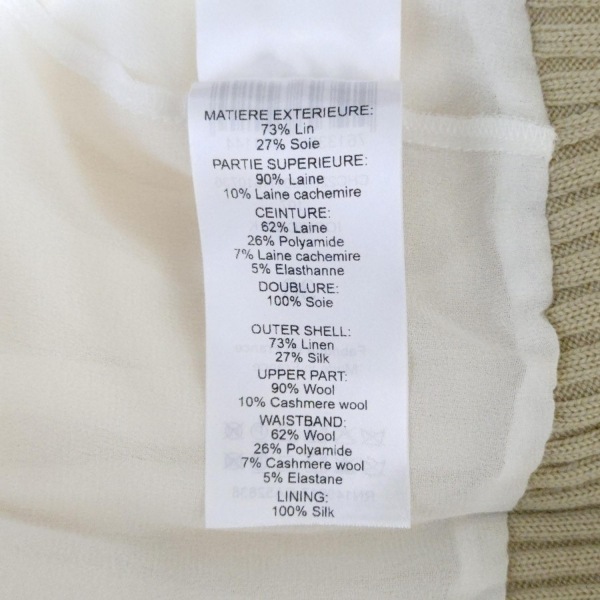 MATIERE EXTERIEURE:
73% Lin
27% Soie
PARTIE SUPERIEURE:
90% Laine
10% Laine cachemire
CEINTURE:
62% Laine
26% Polyamide
7% Laine cachemire
5% Elasthanne
DOUBLURE:
100% Soie
OUTER SHELL:
73% Linen
27% Silk
UPPER PART:
90% Wool
10% Cashmere wool
WAISTBAND:
62% Wool
26% Polyamide
7% Cashmere wool
5% Elastane
LINING:
100% Silk